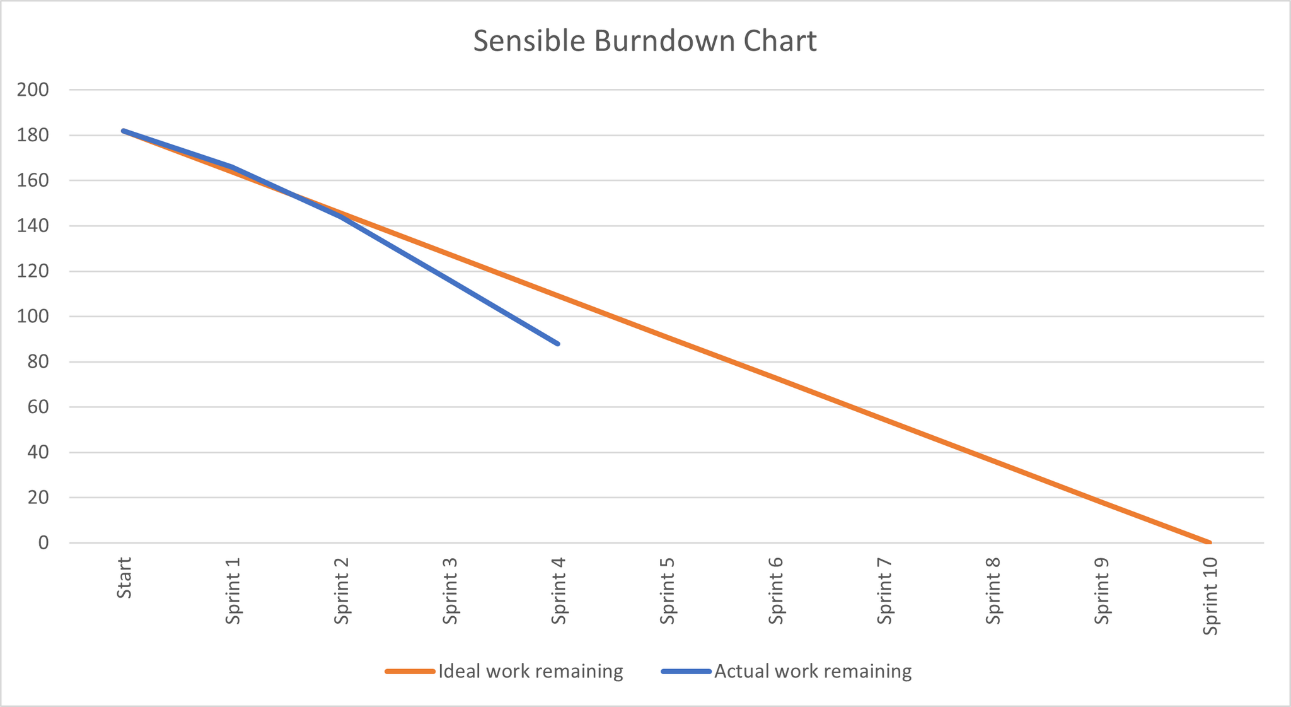 Sensible Burndown Chart
200
180
160
140
120
100
80
60
40
20
0
Start
Sprint 1
Sprint 2
Sprint 3
Sprint 4
Sprint 5
Sprint 6
Sprint 7
Sprint 8
Sprint 9
Sprint 10
Ideal work remaining
Actual work remaining